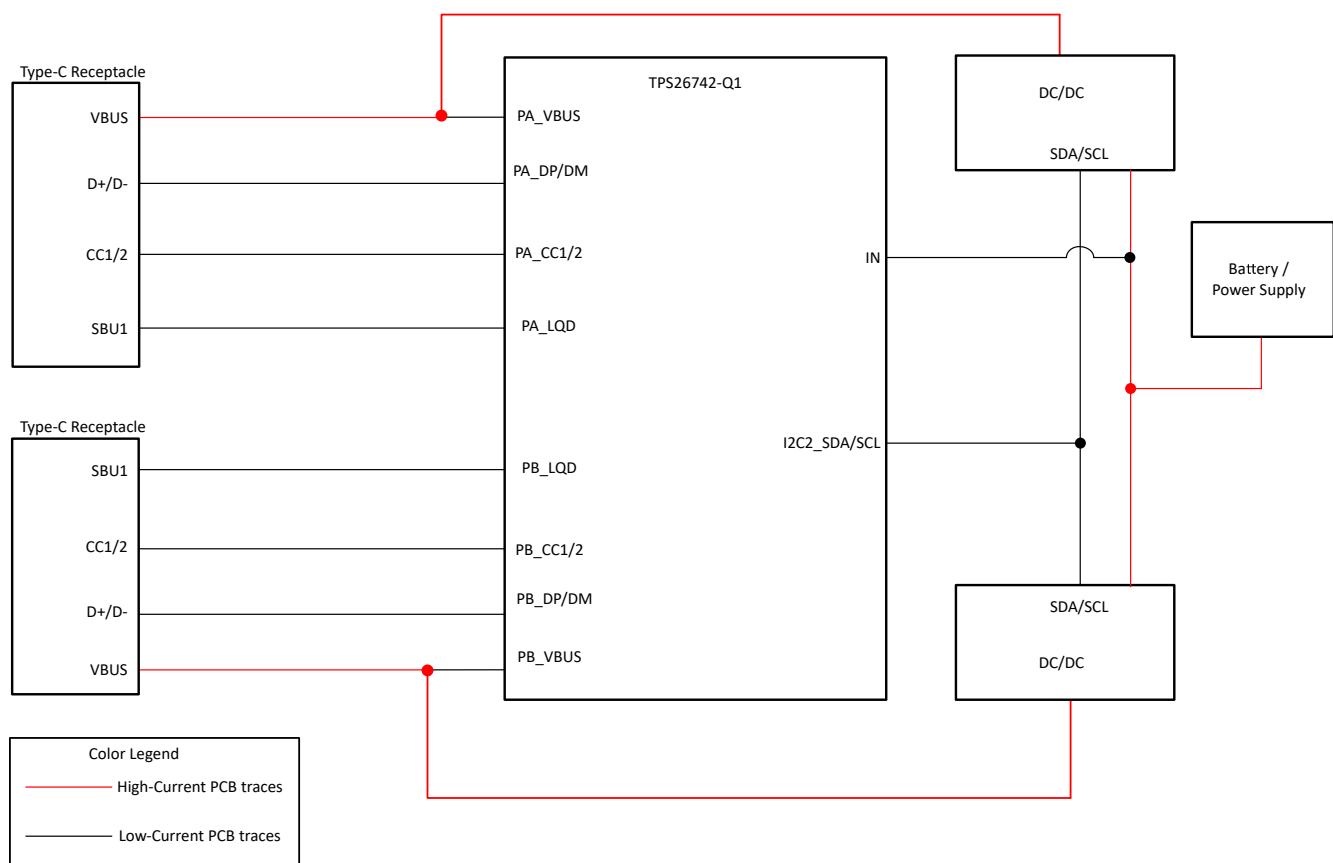 Type-C Receptacle
VBUS
D+/D-
CC1/2
SBU1
Type-C Receptacle
SBU1
CC1/2
D+/D-
VBUS
TPS26742-Q1
PA_VBUS
PA_DP/DM
PA_CC1/2
PA_LQD
PB_LQD
PB_CC1/2
PB_DP/DM
PB_VBUS
IN
I2C2_SDA/SCL
DC/DC
SDA/SCL
Battery /
Power Supply
SDA/SCL
DC/DC
Color Legend
High-Current PCB traces
Low-Current PCB traces